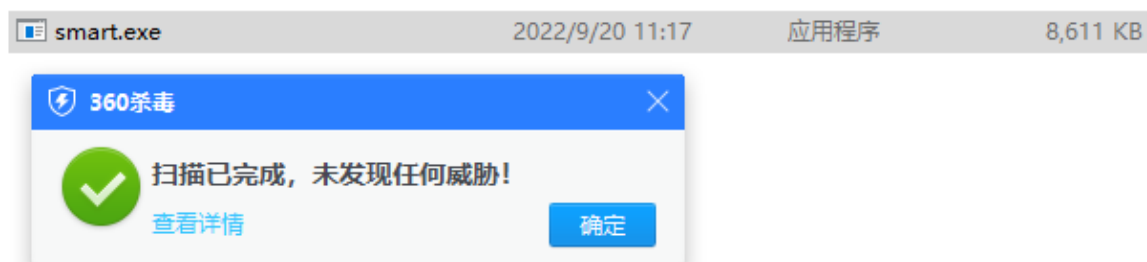 smart.exe 2022/9/20 11:17 应用程序 8,611 KB
360杀毒
扫描已完成，未发现任何威胁！
查看详情
确定